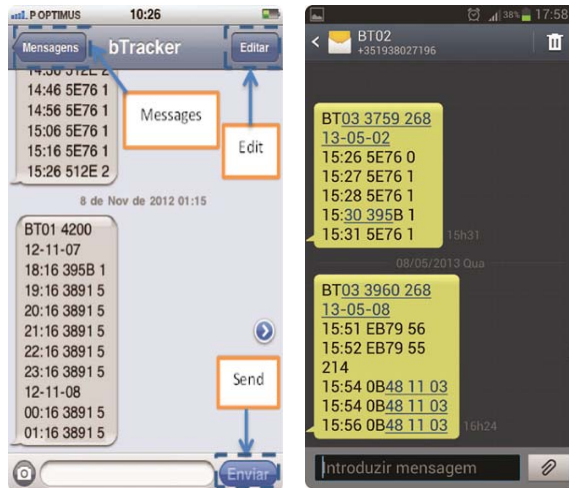 P OPTIMUS 10:26
Mensagens bTracker Editar
14:46 5E76 1
14:56 5E76 1
15:06 5E76 1
15:16 5E76 1
15:26 512E 2
Messages
Edit
8 de Nov de 2012 01:15
BT01 4200
12-11-07
18:16 395B 1
19:16 3891 5
20:16 3891 5
21:16 3891 5
22:16 3891 5
23:16 3891 5
12-11-08
00:16 3891 5
01:16 3891 5
Send
Enviar
38% 17:58
BT02
+351938027196
BT03 3759 268
13-05-02
15:26 5E76 0
15:27 5E76 1
15:28 5E76 1
15:30 395B 1
15:31 5E76 1
15h31
08/05/2013 Qua
BT03 3960 268
13-05-08
15:51 EB79 56
15:52 EB79 55
214
15:54 0B48 11 03
15:54 0B48 11 03
15:56 0B48 11 03
16h24
Introduzir mensagem